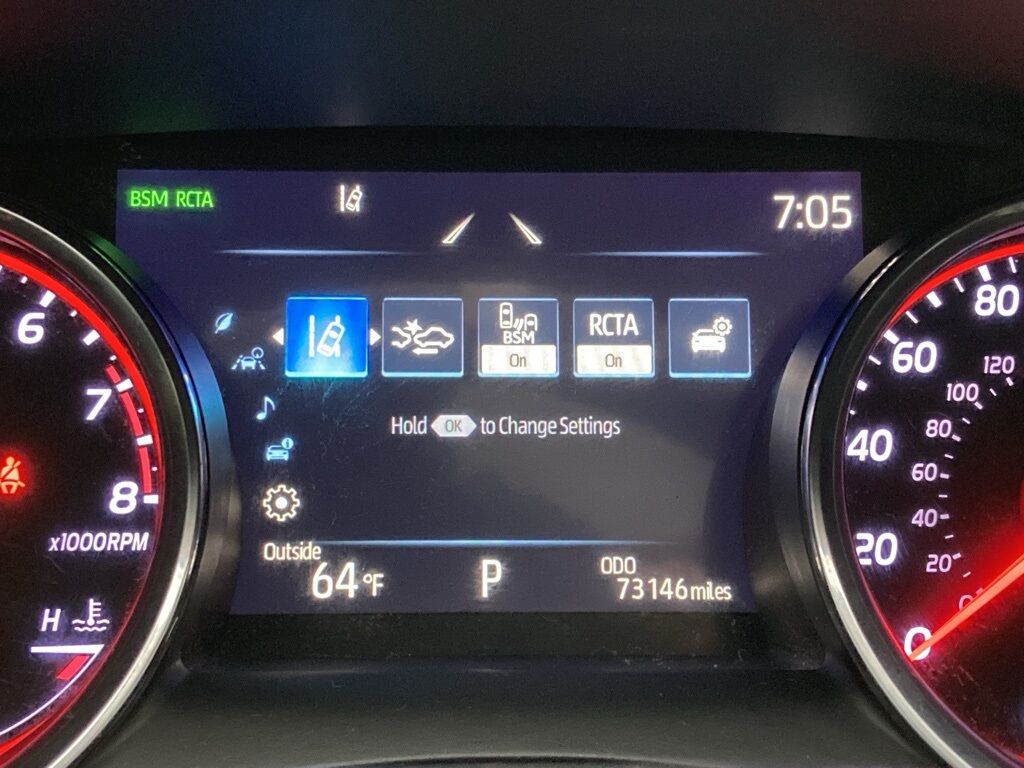 BSM RCTA
7:05
BSM
On
RCTA
On
Hold OK to Change Settings
Outside
64°F
P
ODO
73146 miles
6
7
8
x1000RPM
H
80
60
40
20
0
120
100
80
60
40
20
0